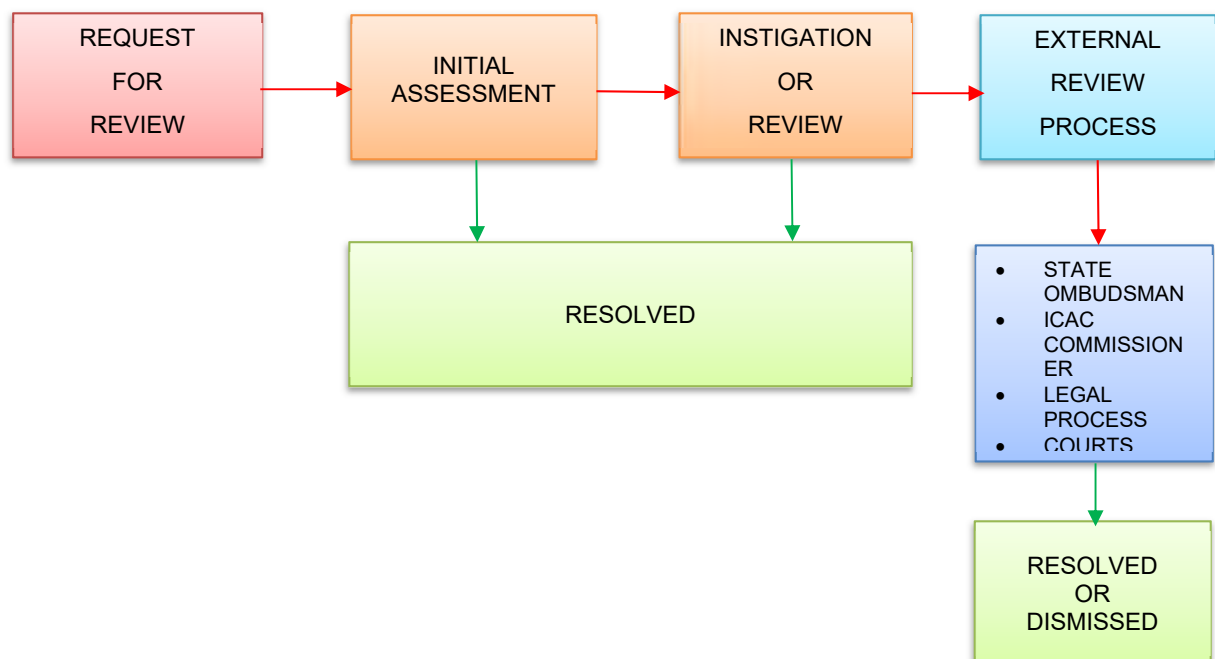 REQUEST
FOR
REVIEW
INITIAL
ASSESSMENT
INSTIGATION
OR
REVIEW
EXTERNAL
REVIEW
PROCESS
RESOLVED
• STATE
OMBUDSMAN
• ICAC
COMMISSION
ER
• LEGAL
PROCESS
• COURTS
RESOLVED
OR
DISMISSED